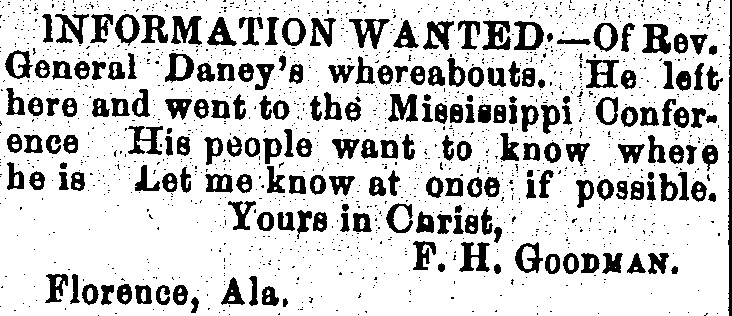 INFORMATION WANTED.—Of Rev.
General Daney's whereabouts. He left
here and went to the Mississippi Confer-
ence His people want to know where
he is Let me know at once if possible.
Yours in Christ,
F. H. GOODMAN.
Florence, Ala.